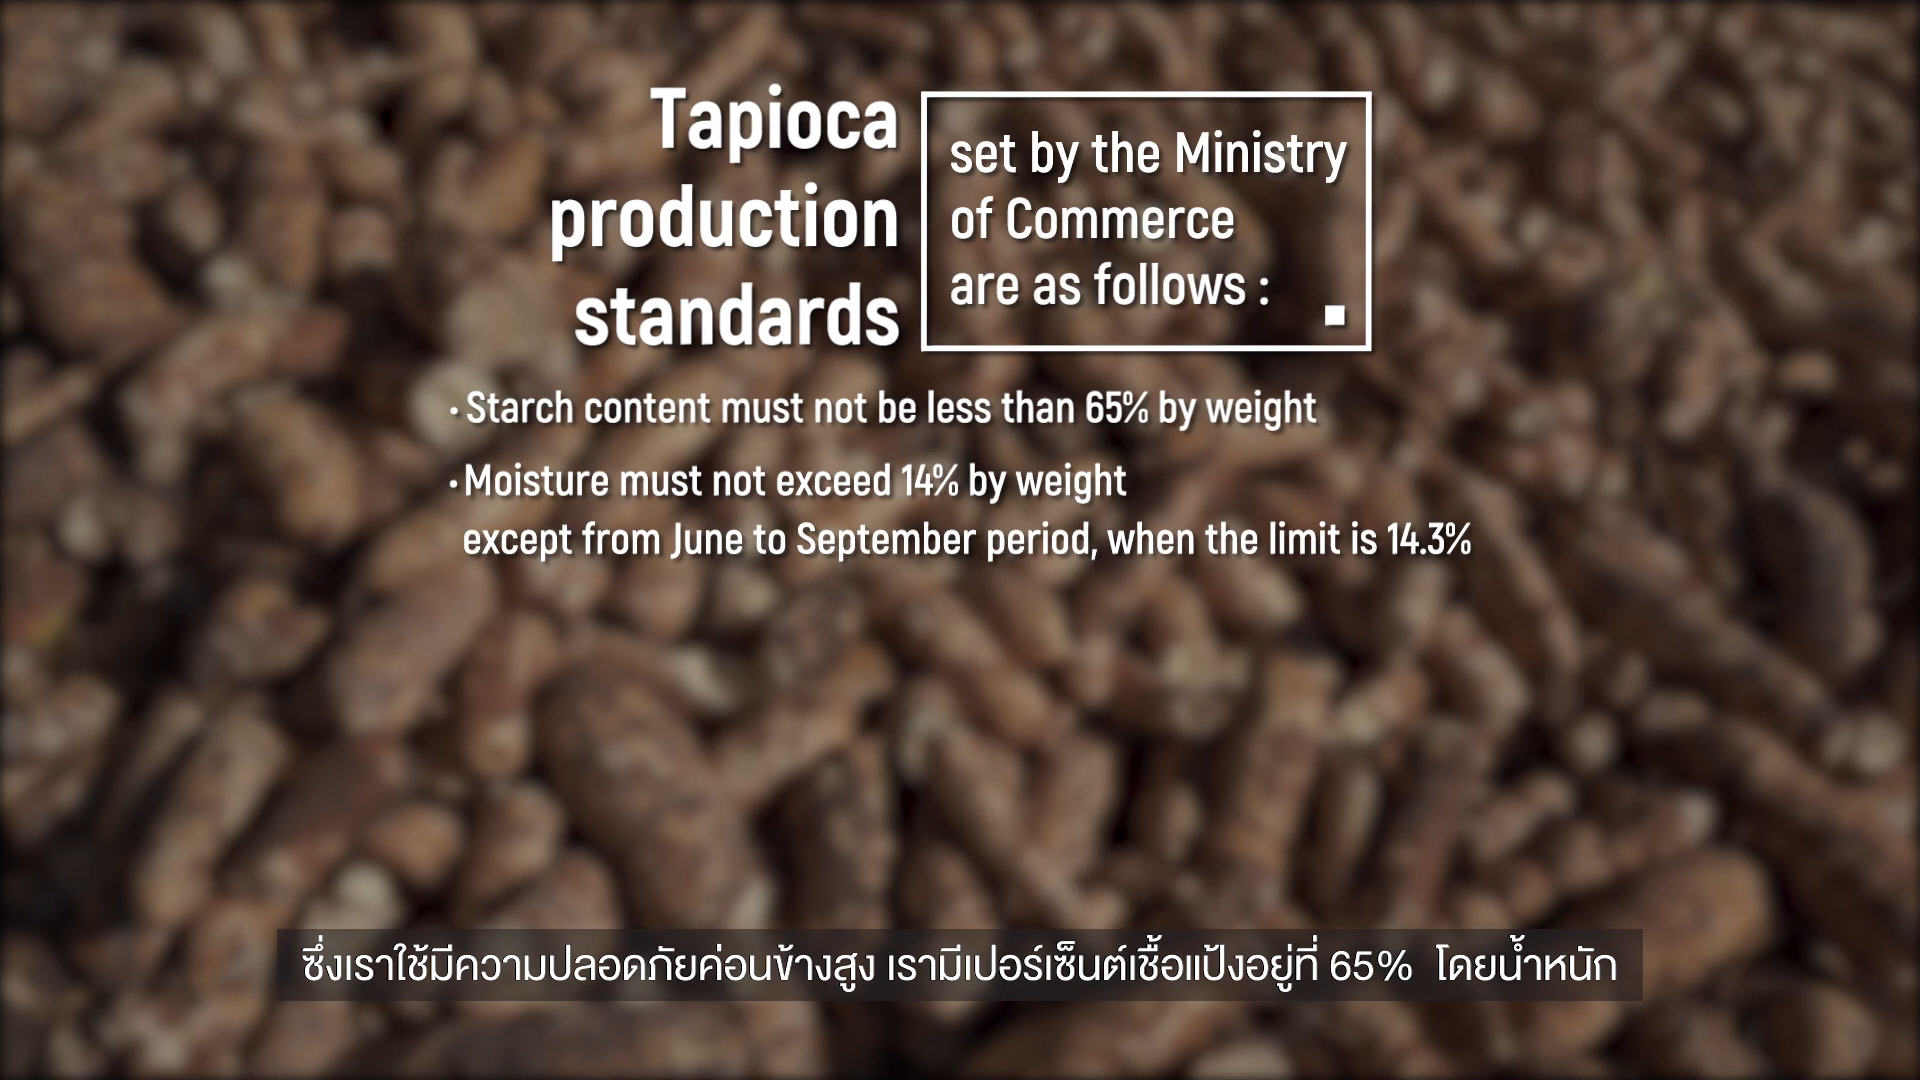 Tapioca
production
standards
set by the Ministry
of Commerce
are as follows :
• Starch content must not be less than 65% by weight
• Moisture must not exceed 14% by weight
except from June to September period, when the limit is 14.3%
ซึ่งเราใช้มีความปลอดภัยค่อนข้างสูง เรามีเปอร์เซ็นต์เชื้อแป้งอยู่ที่ 65% โดยน้ำหนัก